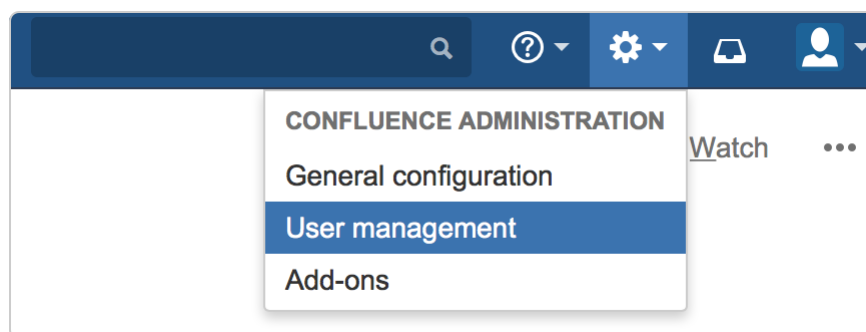 CONFLUENCE ADMINISTRATION
Watch
General configuration
User management
Add-ons